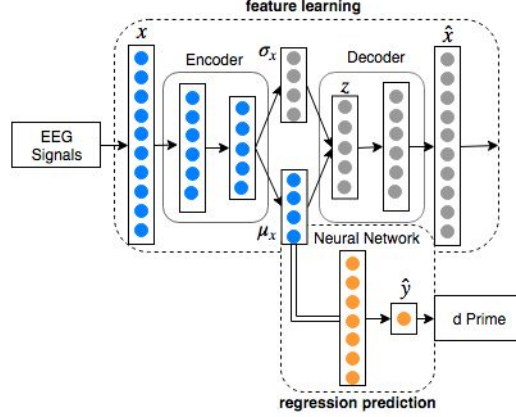 feature learning
x
σx
x̂
Encoder
Decoder
z
EEG
Signals
μx
Neural Network
ŷ
d Prime
regression prediction